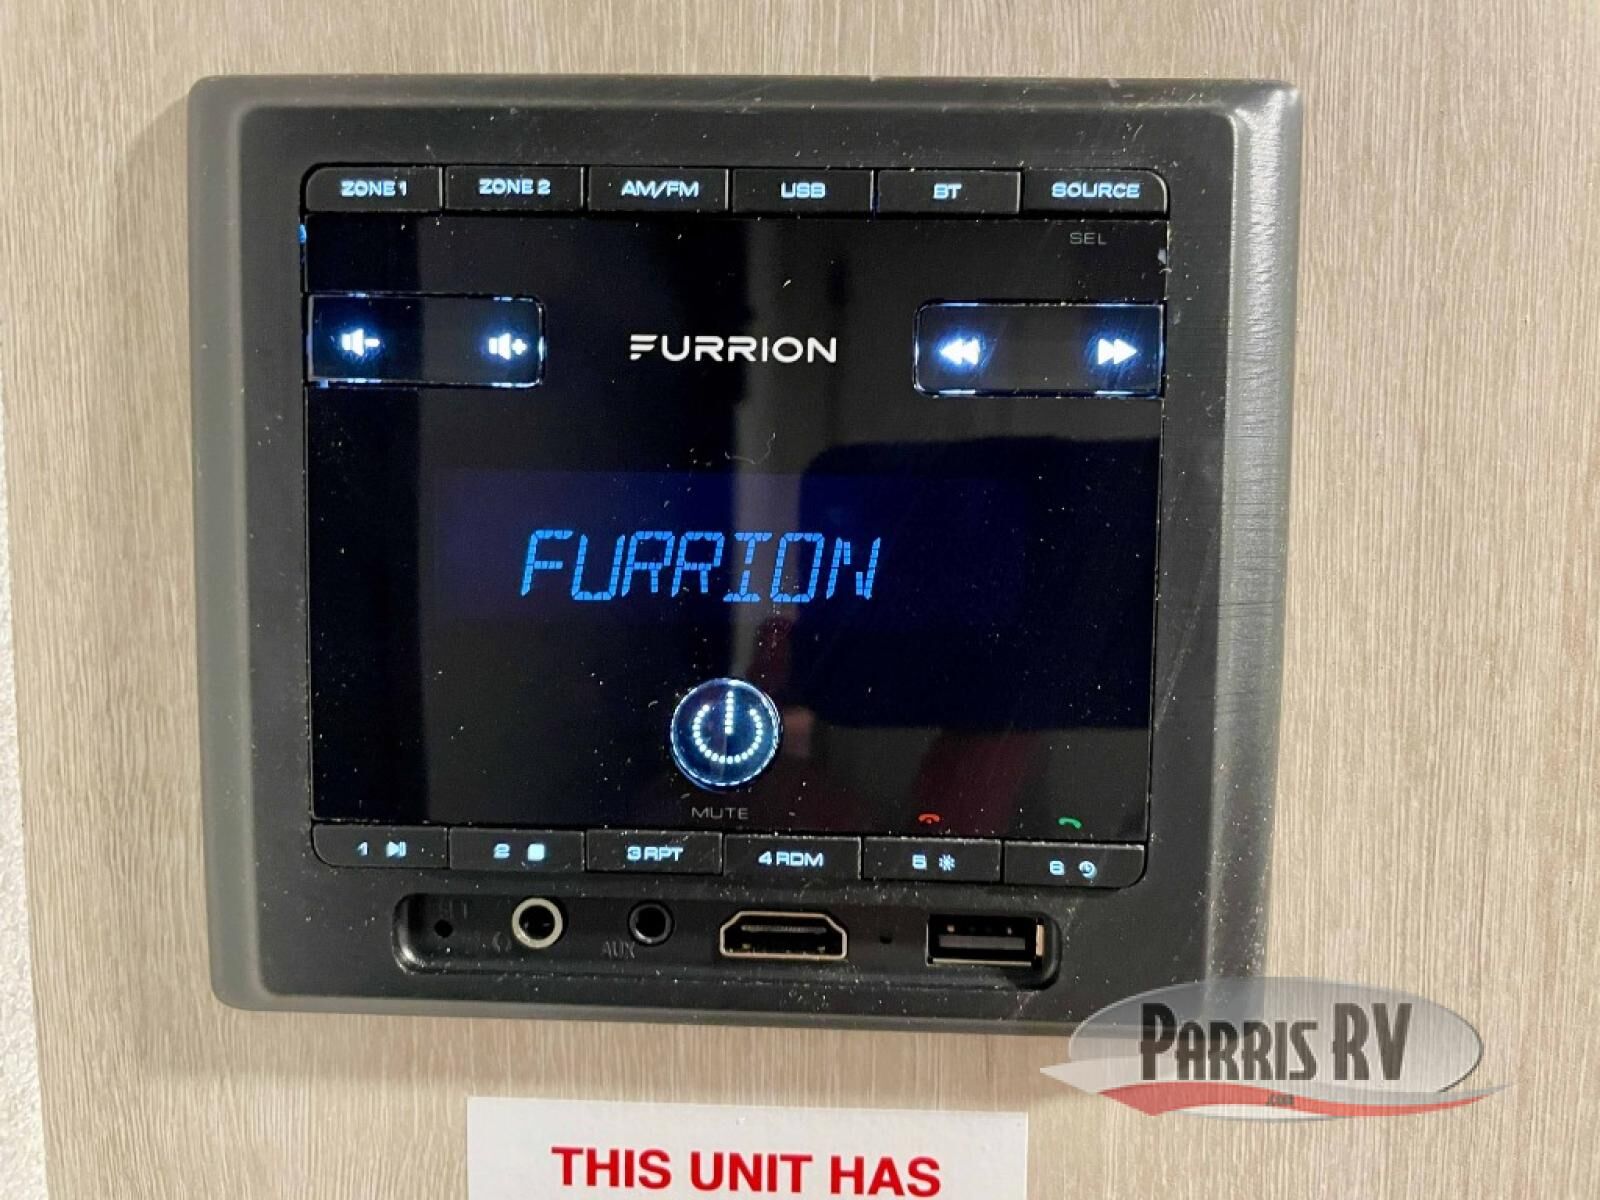 ZONE 1 ZONE 2 AM/FM USB BT SOURCE
SEL
FURRION
FURRION
MUTE
1 2 3 RPT 4 RDM 5 6
AUX
PARRIS RV
.com
THIS UNIT HAS